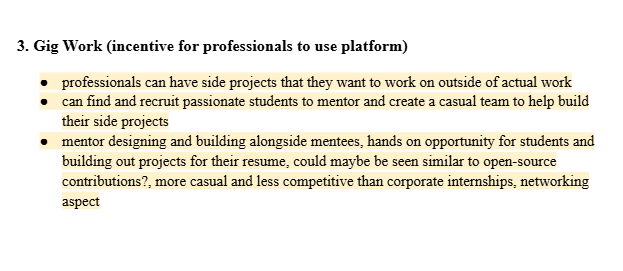 3. Gig Work (incentive for professionals to use platform)
● professionals can have side projects that they want to work on outside of actual work
● can find and recruit passionate students to mentor and create a casual team to help build
their side projects
● mentor designing and building alongside mentees, hands on opportunity for students and
building out projects for their resume, could maybe be seen similar to open-source
contributions?, more casual and less competitive than corporate internships, networking
aspect